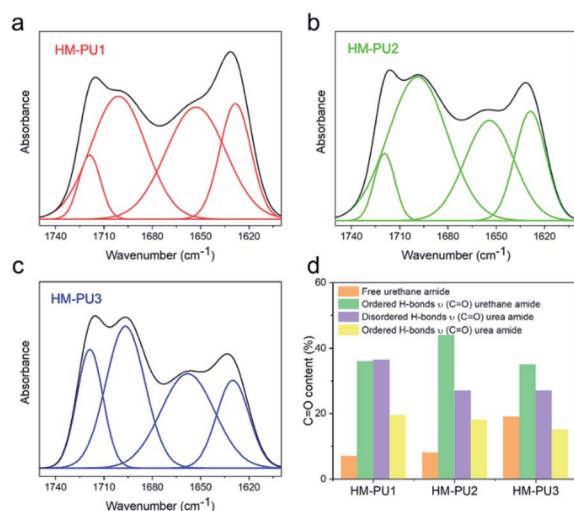 a
HM-PU1
Absorbance
1740 1710 1680 1650 1620
Wavenumber (cm⁻¹)
b
HM-PU2
Absorbance
1740 1710 1680 1650 1620
Wavenumber (cm⁻¹)
c
HM-PU3
Absorbance
1740 1710 1680 1650 1620
Wavenumber (cm⁻¹)
d
Free urethane amide
Ordered H-bonds υ (C=O) urethane amide
Disordered H-bonds υ (C=O) urea amide
Ordered H-bonds υ (C=O) urea amide
C=O content (%)
60
40
20
0
HM-PU1 HM-PU2 HM-PU3